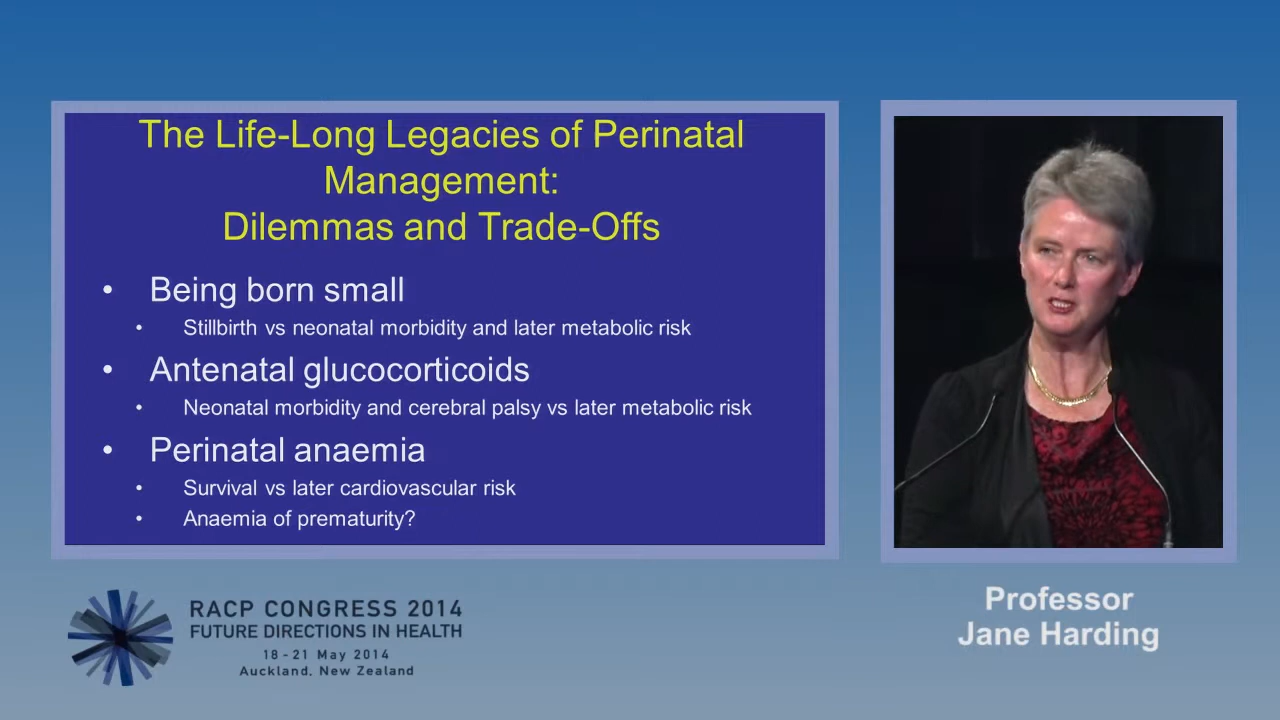 The Life-Long Legacies of Perinatal
Management:
Dilemmas and Trade-Offs
• Being born small
• Stillbirth vs neonatal morbidity and later metabolic risk
• Antenatal glucocorticoids
• Neonatal morbidity and cerebral palsy vs later metabolic risk
• Perinatal anaemia
• Survival vs later cardiovascular risk
• Anaemia of prematurity?
RACP CONGRESS 2014
FUTURE DIRECTIONS IN HEALTH
18 - 21 May 2014
Auckland, New Zealand
Professor
Jane Harding